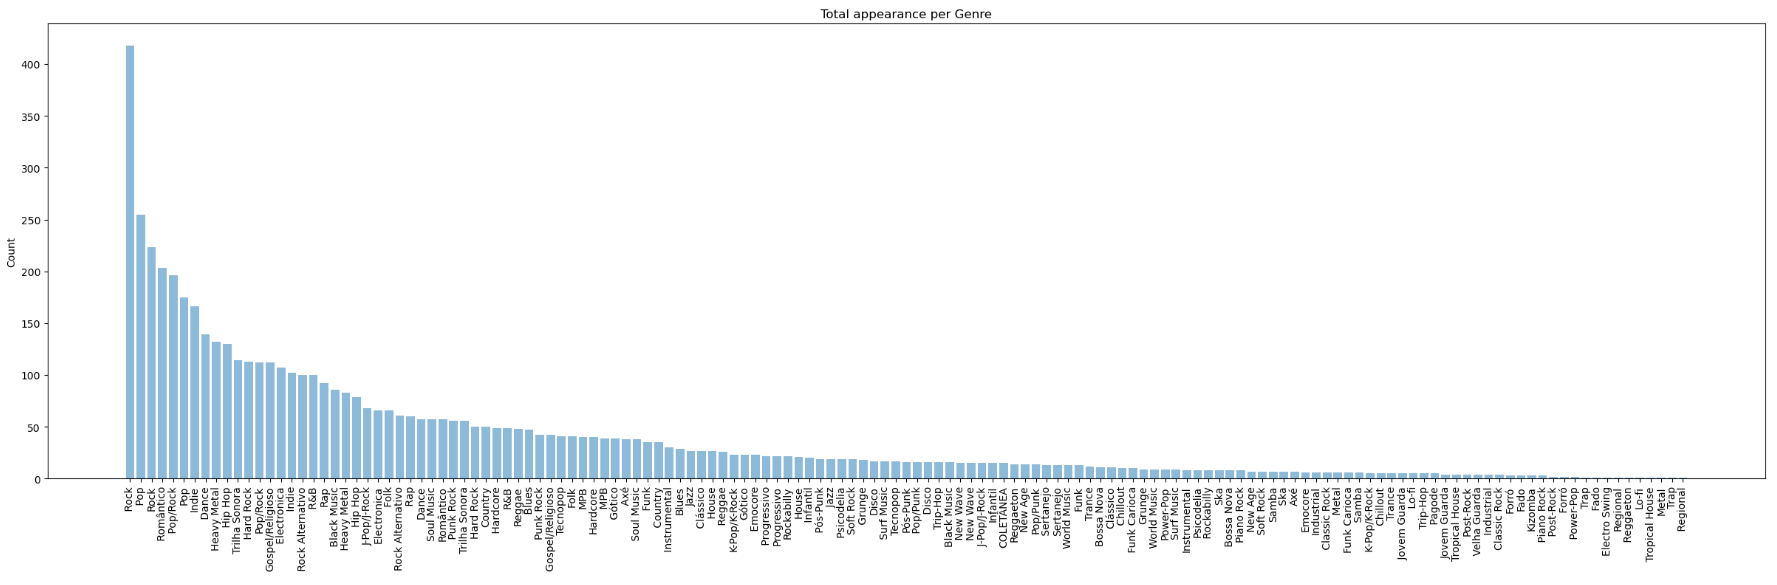 Total appearance per Genre
Count
400
350
300
250
200
150
100
50
0
Rock
Pop
Rock
Romântico
Pop/Rock
Pop
Indie
Dance
Heavy Metal
Hip Hop
Trilha Sonora
Hard Rock
Pop/Rock
Gospel/Religioso
Electronica
Indie
Rock Alternativo
R&B
Rap
Black Music
Heavy Metal
Hip Hop
J-Pop/J-Rock
Electronica
Folk
Rock Alternativo
Rap
Dance
Soul Music
Romântico
Punk Rock
Trilha Sonora
Hard Rock
Country
Hardcore
R&B
Reggae
Blues
Punk Rock
Gospel/Religioso
Tecnopop
Folk
MPB
Hardcore
MPB
Gótico
Axé
Soul Music
Funk
Country
Instrumental
Blues
Jazz
Clássico
House
Reggae
K-Pop/K-Rock
Gótico
Emocore
Progressivo
Progressivo
Rockabilly
House
Infantil
Pós-Punk
Jazz
Psicodelia
Soft Rock
Grunge
Disco
Surf Music
Tecnopop
Pós-Punk
Pop/Punk
Disco
Trip-Hop
Black Music
New Wave
New Wave
J-Pop/J-Rock
Infantil
COLETÂNEA
Reggaeton
New Age
Pop/Punk
Sertanejo
Sertanejo
World Music
Funk
Trance
Bossa Nova
Clássico
Chillout
Funk Carioca
Grunge
World Music
Power-Pop
Surf Music
Instrumental
Psicodelia
Rockabilly
Ska
Bossa Nova
Piano Rock
New Age
Soft Rock
Samba
Ska
Axé
Emocore
Industrial
Classic Rock
Metal
Funk Carioca
Samba
K-Pop/K-Rock
Chillout
Trance
Jovem Guarda
Lo-fi
Trip-Hop
Pagode
Jovem Guarda
Tropical House
Post-Rock
Velha Guarda
Industrial
Classic Rock
Forró
Fado
Kizomba
Piano Rock
Post-Rock
Forró
Power-Pop
Trap
Fado
Electro Swing
Regional
Reggaeton
Lo-fi
Tropical House
Metal
Trap
Regional